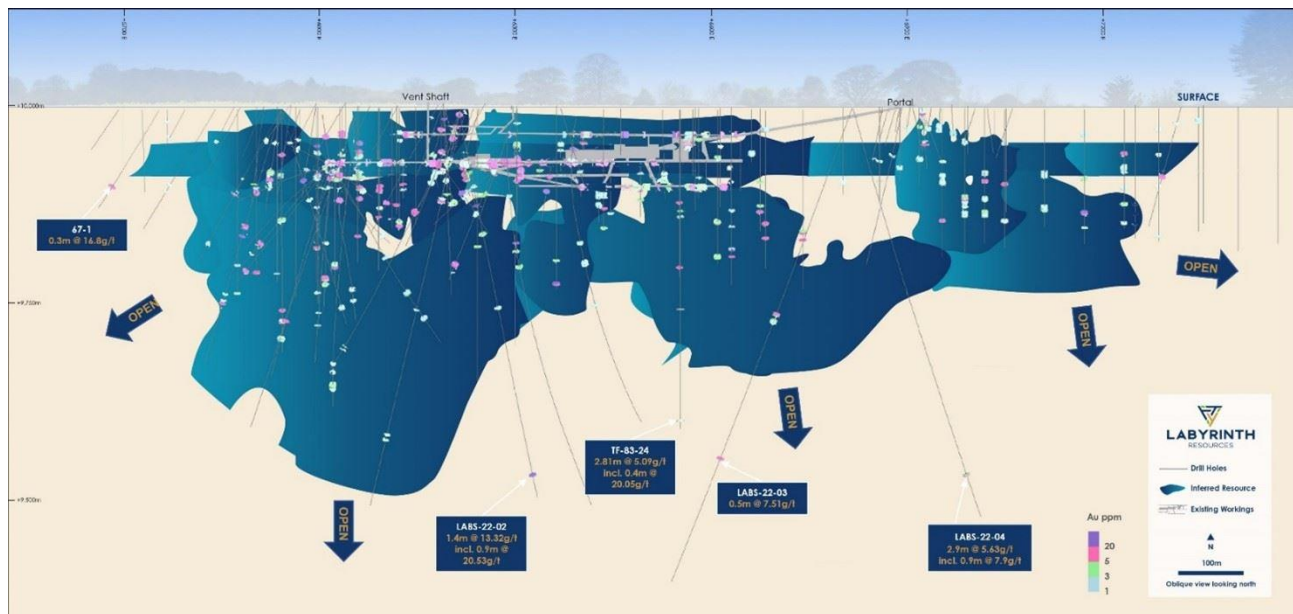 Vent Shaft
Portal
SURFACE
+10,000m
67-1
0.3m @ 16.8g/t
OPEN
OPEN
OPEN
OPEN
OPEN
TF-83-24
2.81m @ 5.09g/t
incl. 0.4m @
20.05g/t
LABS-22-03
0.5m @ 7.51g/t
LABS-22-02
1.4m @ 13.32g/t
incl. 0.9m @
20.53g/t
LABS-22-04
2.9m @ 5.63g/t
incl. 0.9m @ 7.9g/t
Au ppm
20
5
3
1
LABYRINTH
RESOURCES
Drill Holes
Inferred Resource
Existing Workings
N
100m
Oblique view looking north